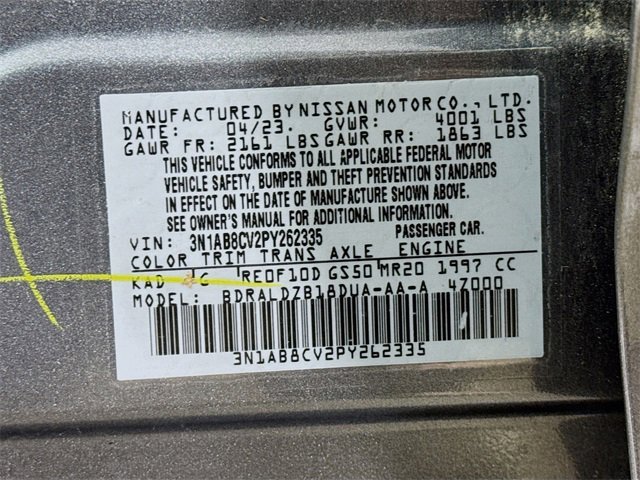 MANUFACTURED BY NISSAN MOTOR CO., LTD.
DATE: 04/23. GVWR: 4001 LBS
GAWR FR: 2161 LBS GAWR RR: 1863 LBS
THIS VEHICLE CONFORMS TO ALL APPLICABLE FEDERAL MOTOR
VEHICLE SAFETY, BUMPER AND THEFT PREVENTION STANDARDS
IN EFFECT ON THE DATE OF MANUFACTURE SHOWN ABOVE.
SEE OWNER'S MANUAL FOR ADDITIONAL INFORMATION.
VIN: 3N1AB8CV2PY262335 PASSENGER CAR.
COLOR TRIM TRANS AXLE ENGINE
KAD G RE0F10D GS50 MR20 1997 CC
MODEL: BDRALDZB18DUA-AA-A 47000
3N1AB8CV2PY262335